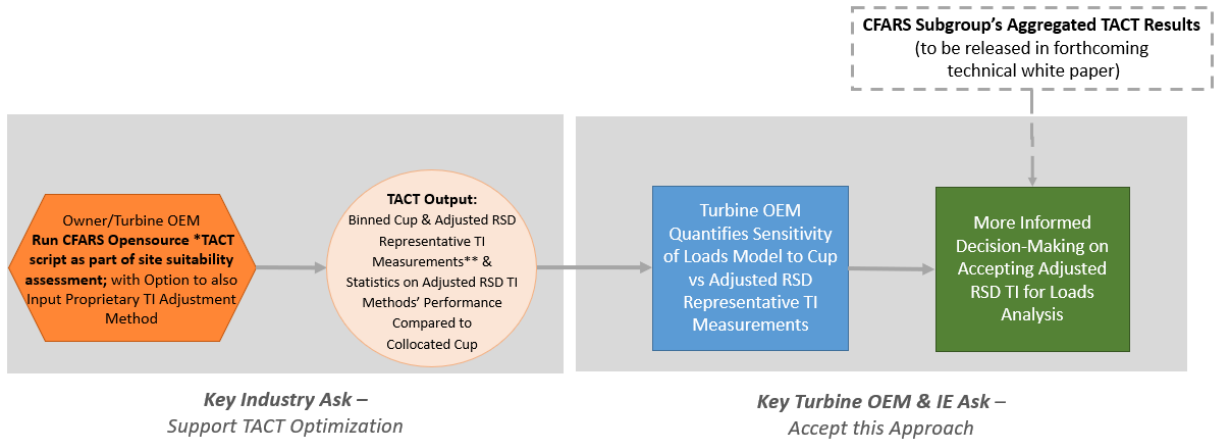 CFARS Subgroup's Aggregated TACT Results
(to be released in forthcoming
technical white paper)
Owner/Turbine OEM
Run CFARS Opensource *TACT
script as part of site suitability
assessment; with Option to also
Input Proprietary TI Adjustment
Method
TACT Output:
Binned Cup & Adjusted RSD
Representative TI
Measurements** &
Statistics on Adjusted RSD TI
Methods' Performance
Compared to
Collocated Cup
Turbine OEM
Quantifies Sensitivity
of Loads Model to Cup
vs Adjusted RSD
Representative TI
Measurements
More Informed
Decision-Making on
Accepting Adjusted
RSD TI for Loads
Analysis
Key Industry Ask –
Support TACT Optimization
Key Turbine OEM & IE Ask –
Accept this Approach